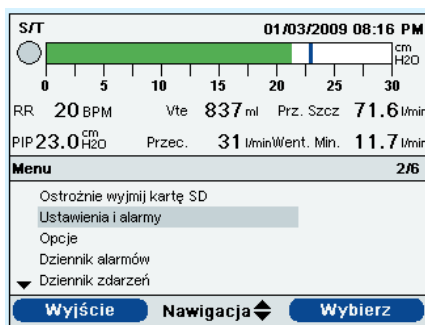 S/T 01/03/2009 08:16 PM
cm H2O
0 5 10 15 20 25 30
RR 20 BPM Vte 837 ml Prz. Szcz 71.6 l/min
PIP 23.0 cm H2O Przec. 31 l/min Went. Min. 11.7 l/min
Menu 2/6
Ostrożnie wyjmij kartę SD
Ustawienia i alarmy
Opcje
Dziennik alarmów
Dziennik zdarzeń
Wyjście Nawigacja Wybierz